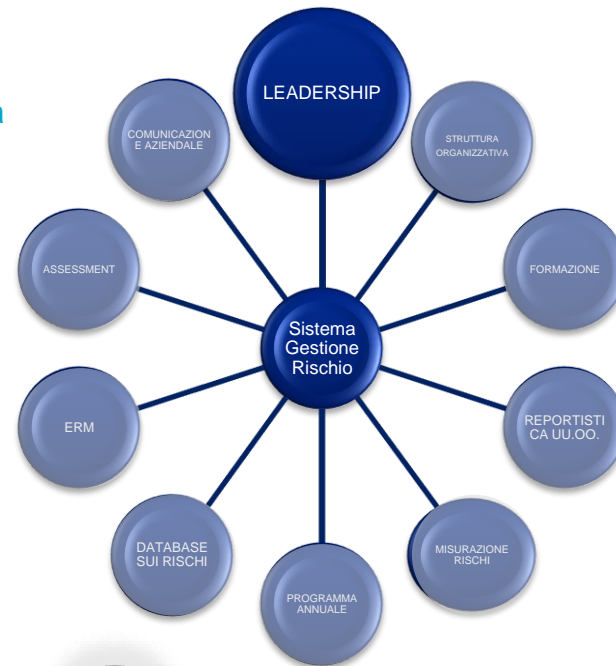 a
LEADERSHIP
COMUNICAZION
E AZIENDALE
STRUTTURA
ORGANIZZATIVA
ASSESSMENT
FORMAZIONE
Sistema
Gestione
Rischio
ERM
REPORTISTI
CA UU.OO.
DATABASE
SUI RISCHI
MISURAZIONE
RISCHI
PROGRAMMA
ANNUALE